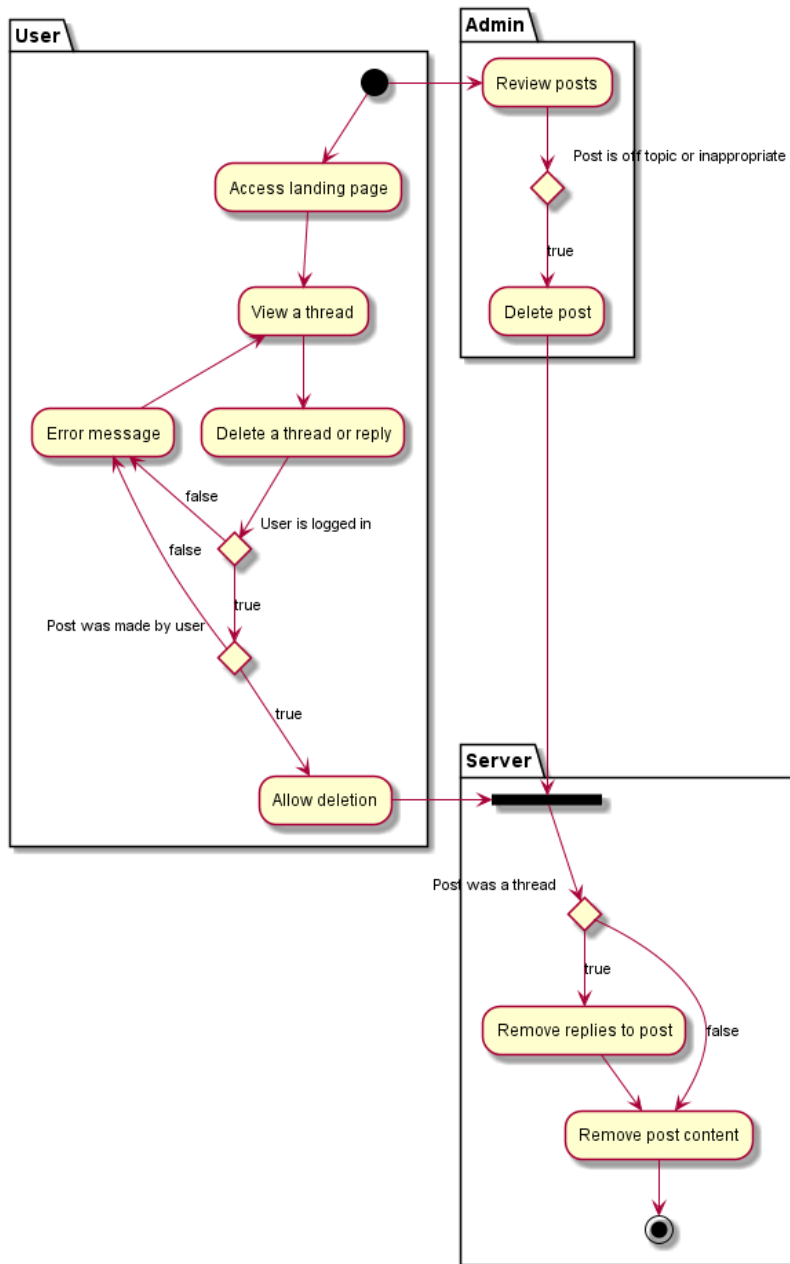 User
Admin
Review posts
Post is off topic or inappropriate
Access landing page
true
View a thread
Delete post
Error message
Delete a thread or reply
false
User is logged in
false
true
Post was made by user
true
Server
Allow deletion
Post was a thread
true
Remove replies to post
false
Remove post content